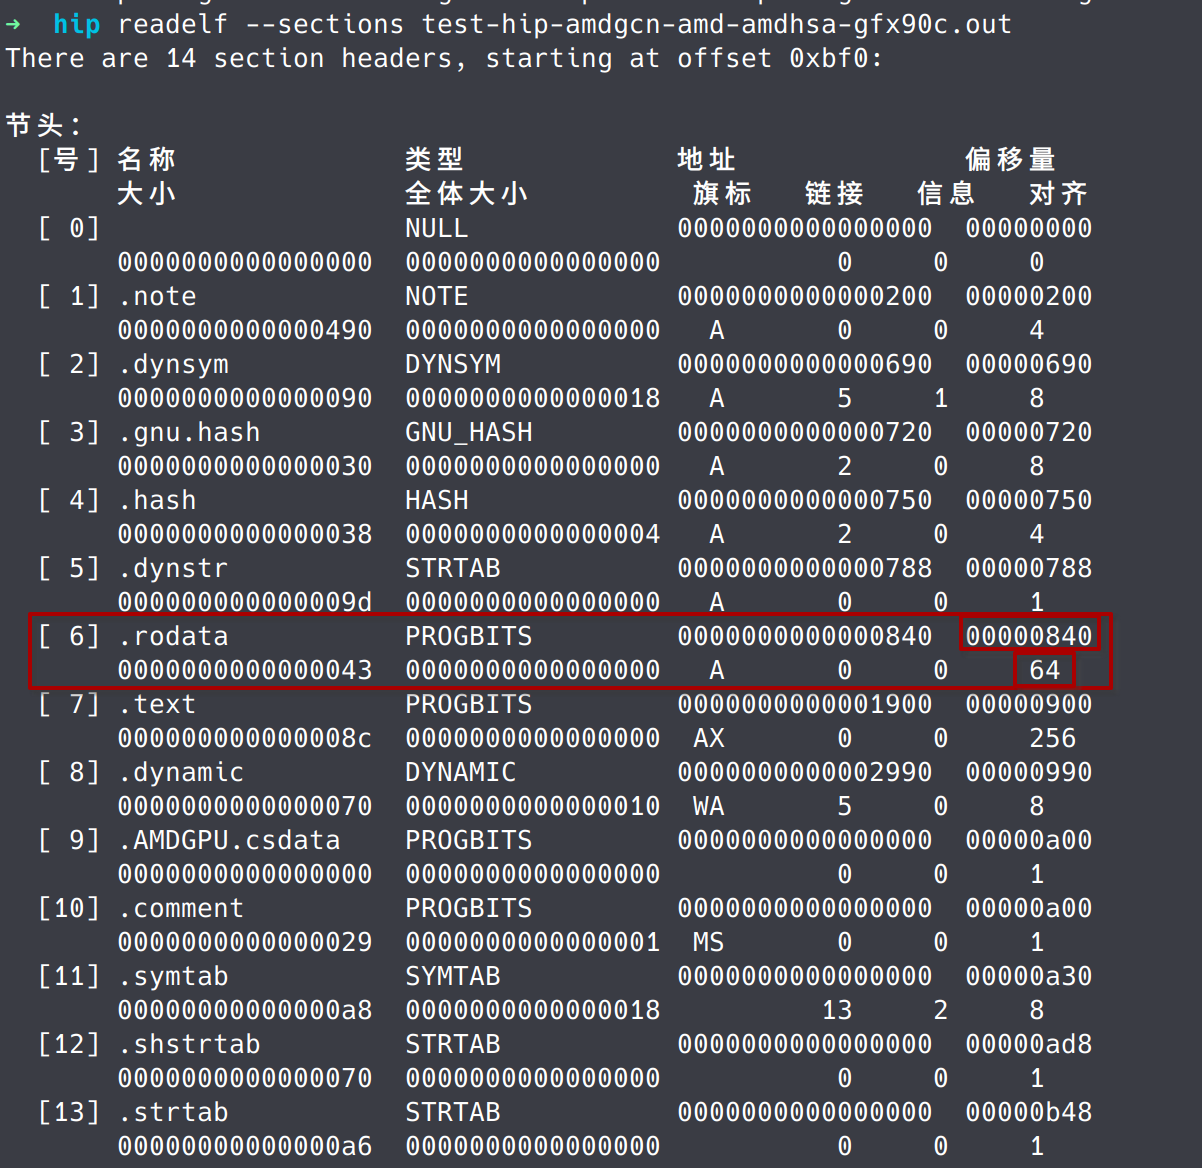 → hip readelf --sections test-hip-amdgcn-amd-amdhsa-gfx90c.out
There are 14 section headers, starting at offset 0xbf0:
节头：
[号] 名称 类型 地址 偏移量
大小 全体大小 旗标 链接 信息 对齐
[ 0] NULL 0000000000000000 00000000
0000000000000000 0000000000000000 0 0 0
[ 1] .note NOTE 0000000000000200 00000200
0000000000000490 0000000000000000 A 0 0 4
[ 2] .dynsym DYNSYM 0000000000000690 00000690
0000000000000090 0000000000000018 A 5 1 8
[ 3] .gnu.hash GNU_HASH 0000000000000720 00000720
0000000000000030 0000000000000000 A 2 0 8
[ 4] .hash HASH 0000000000000750 00000750
0000000000000038 0000000000000004 A 2 0 4
[ 5] .dynstr STRTAB 0000000000000788 00000788
000000000000009d 0000000000000000 A 0 0 1
[ 6] .rodata PROGBITS 0000000000000840 00000840
0000000000000043 0000000000000000 A 0 0 64
[ 7] .text PROGBITS 0000000000001900 00000900
000000000000008c 0000000000000000 AX 0 0 256
[ 8] .dynamic DYNAMIC 0000000000002990 00000990
0000000000000070 0000000000000010 WA 5 0 8
[ 9] .AMDGPU.csdata PROGBITS 0000000000000000 00000a00
0000000000000000 0000000000000000 0 0 1
[10] .comment PROGBITS 0000000000000000 00000a00
0000000000000029 0000000000000001 MS 0 0 1
[11] .symtab SYMTAB 0000000000000000 00000a30
00000000000000a8 0000000000000018 13 2 8
[12] .shstrtab STRTAB 0000000000000000 00000ad8
0000000000000070 0000000000000000 0 0 1
[13] .strtab STRTAB 0000000000000000 00000b48
00000000000000a6 0000000000000000 0 0 1